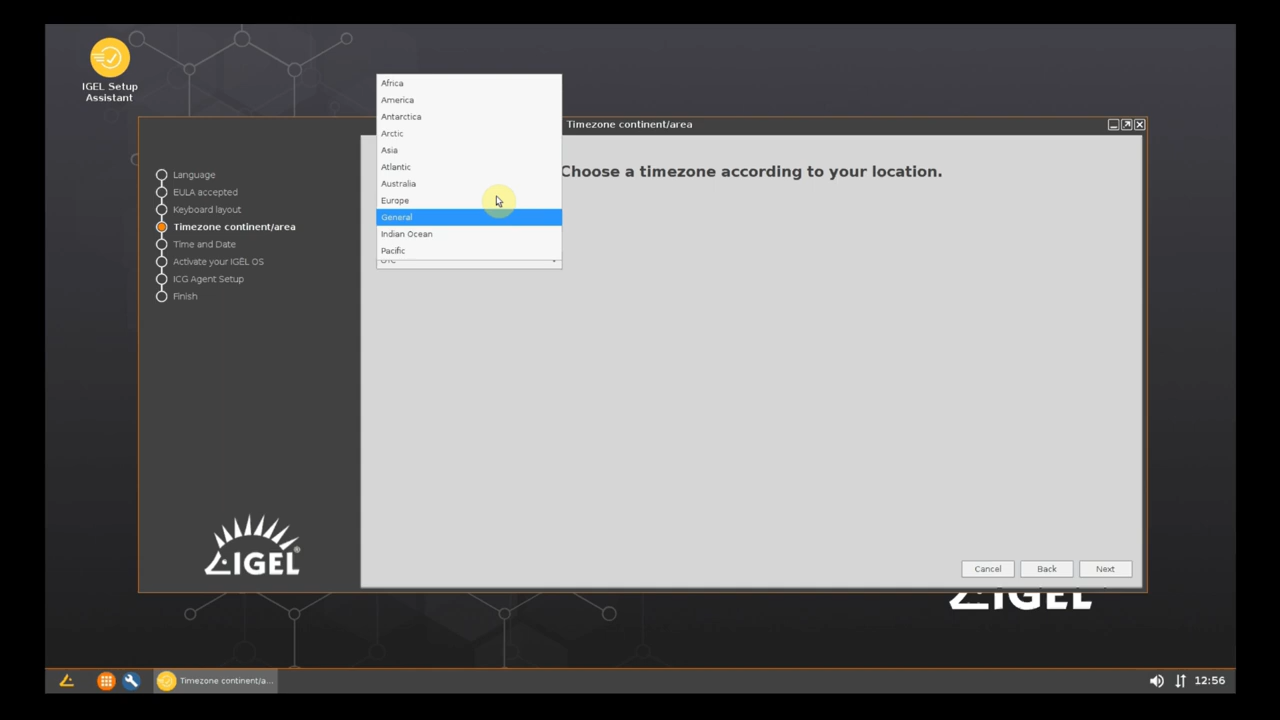 IGEL Setup
Assistant
Timezone continent/area
Language
EULA accepted
Keyboard layout
Timezone continent/area
Time and Date
Activate your IGEL OS
ICG Agent Setup
Finish
Choose a timezone according to your location.
Africa
America
Antarctica
Arctic
Asia
Atlantic
Australia
Europe
General
Indian Ocean
Pacific
UTC
IGEL®
Cancel
Back
Next
IGEL
Timezone continent/a...
12:56